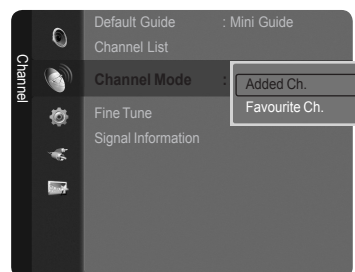 Channel
Default Guide : Mini Guide
Channel List
Channel Mode :
Added Ch.
Favourite Ch.
Fine Tune
Signal Information